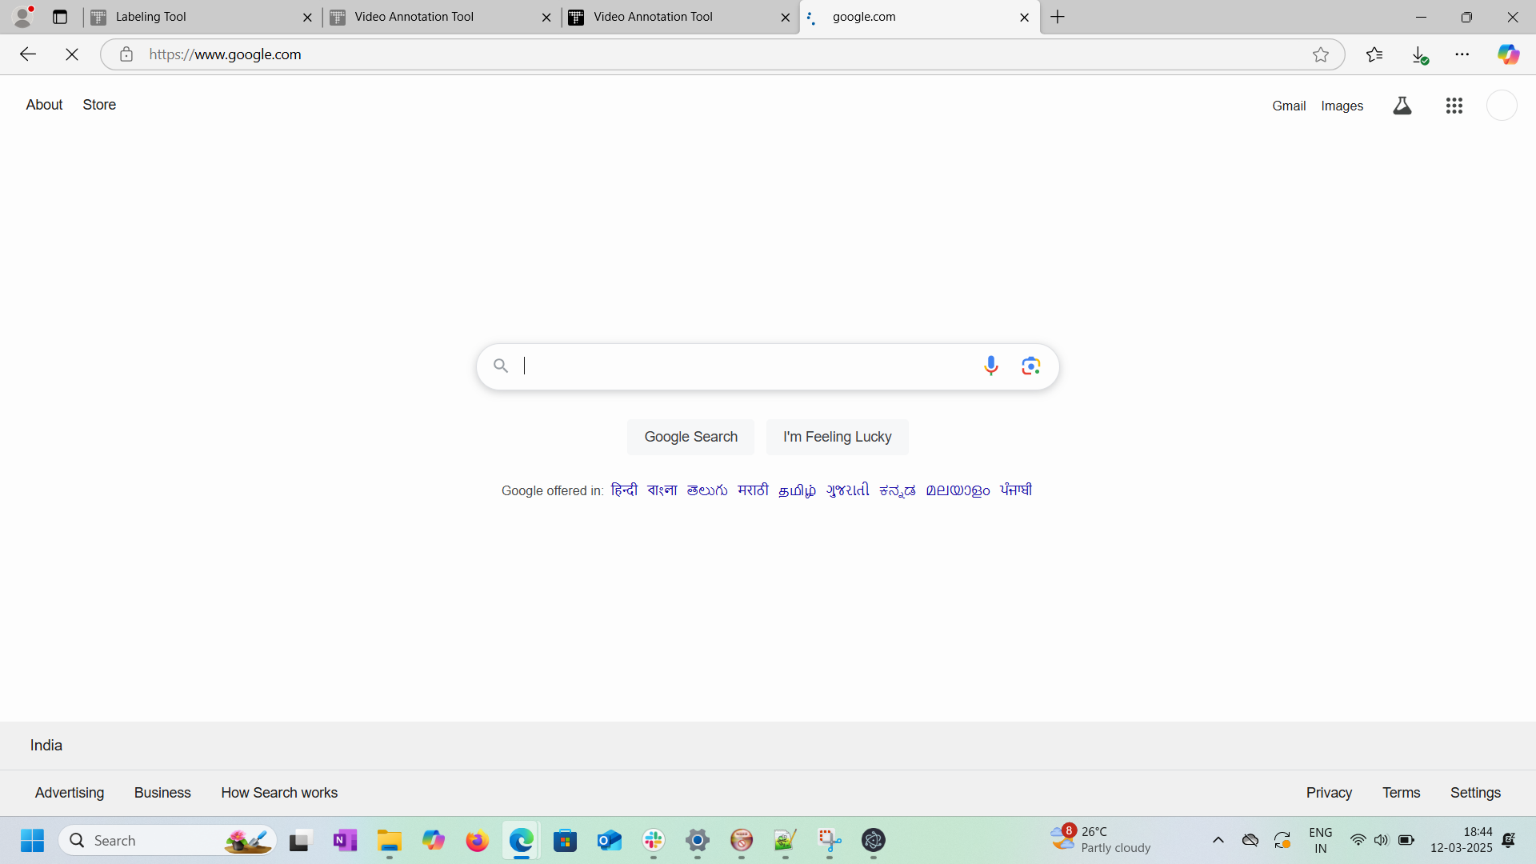 Labeling Tool
Video Annotation Tool
Video Annotation Tool
google.com
https://www.google.com
About Store
Gmail Images
Google Search I'm Feeling Lucky
Google offered in: हिन्दी বাংলা తెలుగు मराठी தமிழ் ગુજરાતી ಕನ್ನಡ മലയാളം ਪੰਜਾਬੀ
India
Advertising Business How Search works
Privacy Terms Settings
Search
N
8
26°C
Partly cloudy
ENG
IN
18:44
12-03-2025